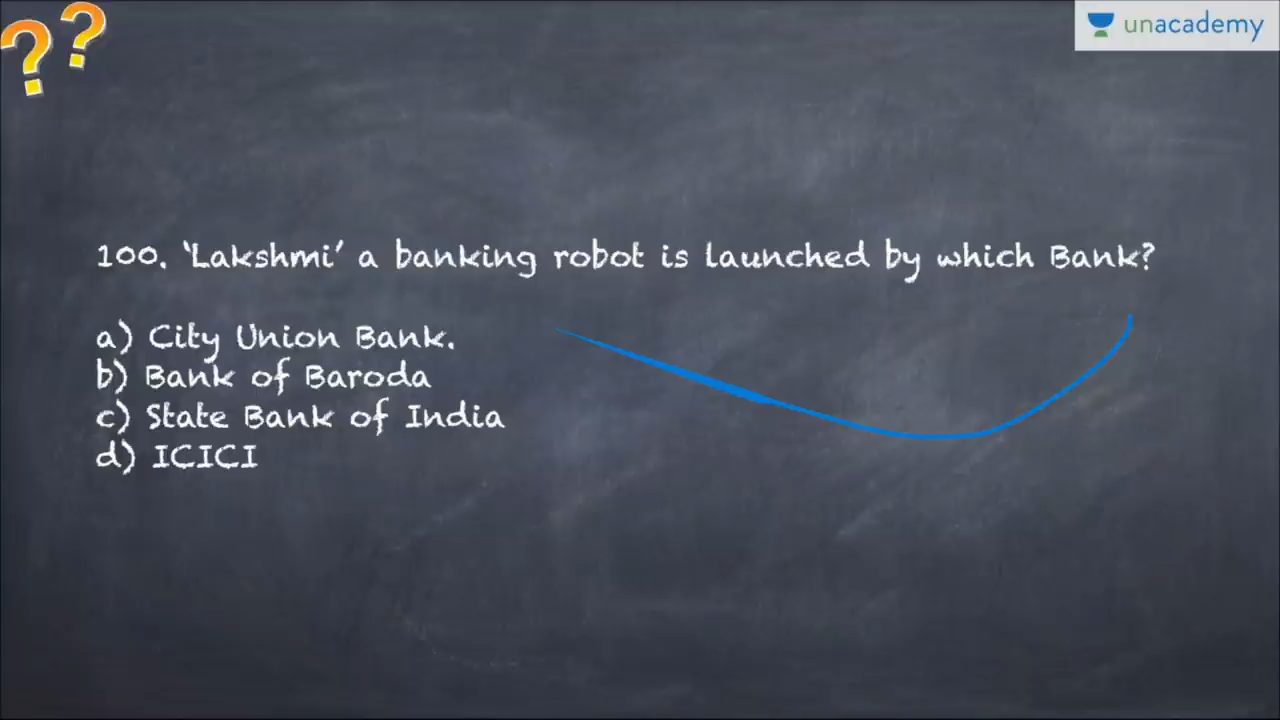 unacademy
100. ‘Lakshmi’ a banking robot is launched by which Bank?
a) City Union Bank.
b) Bank of Baroda
c) State Bank of India
d) ICICI